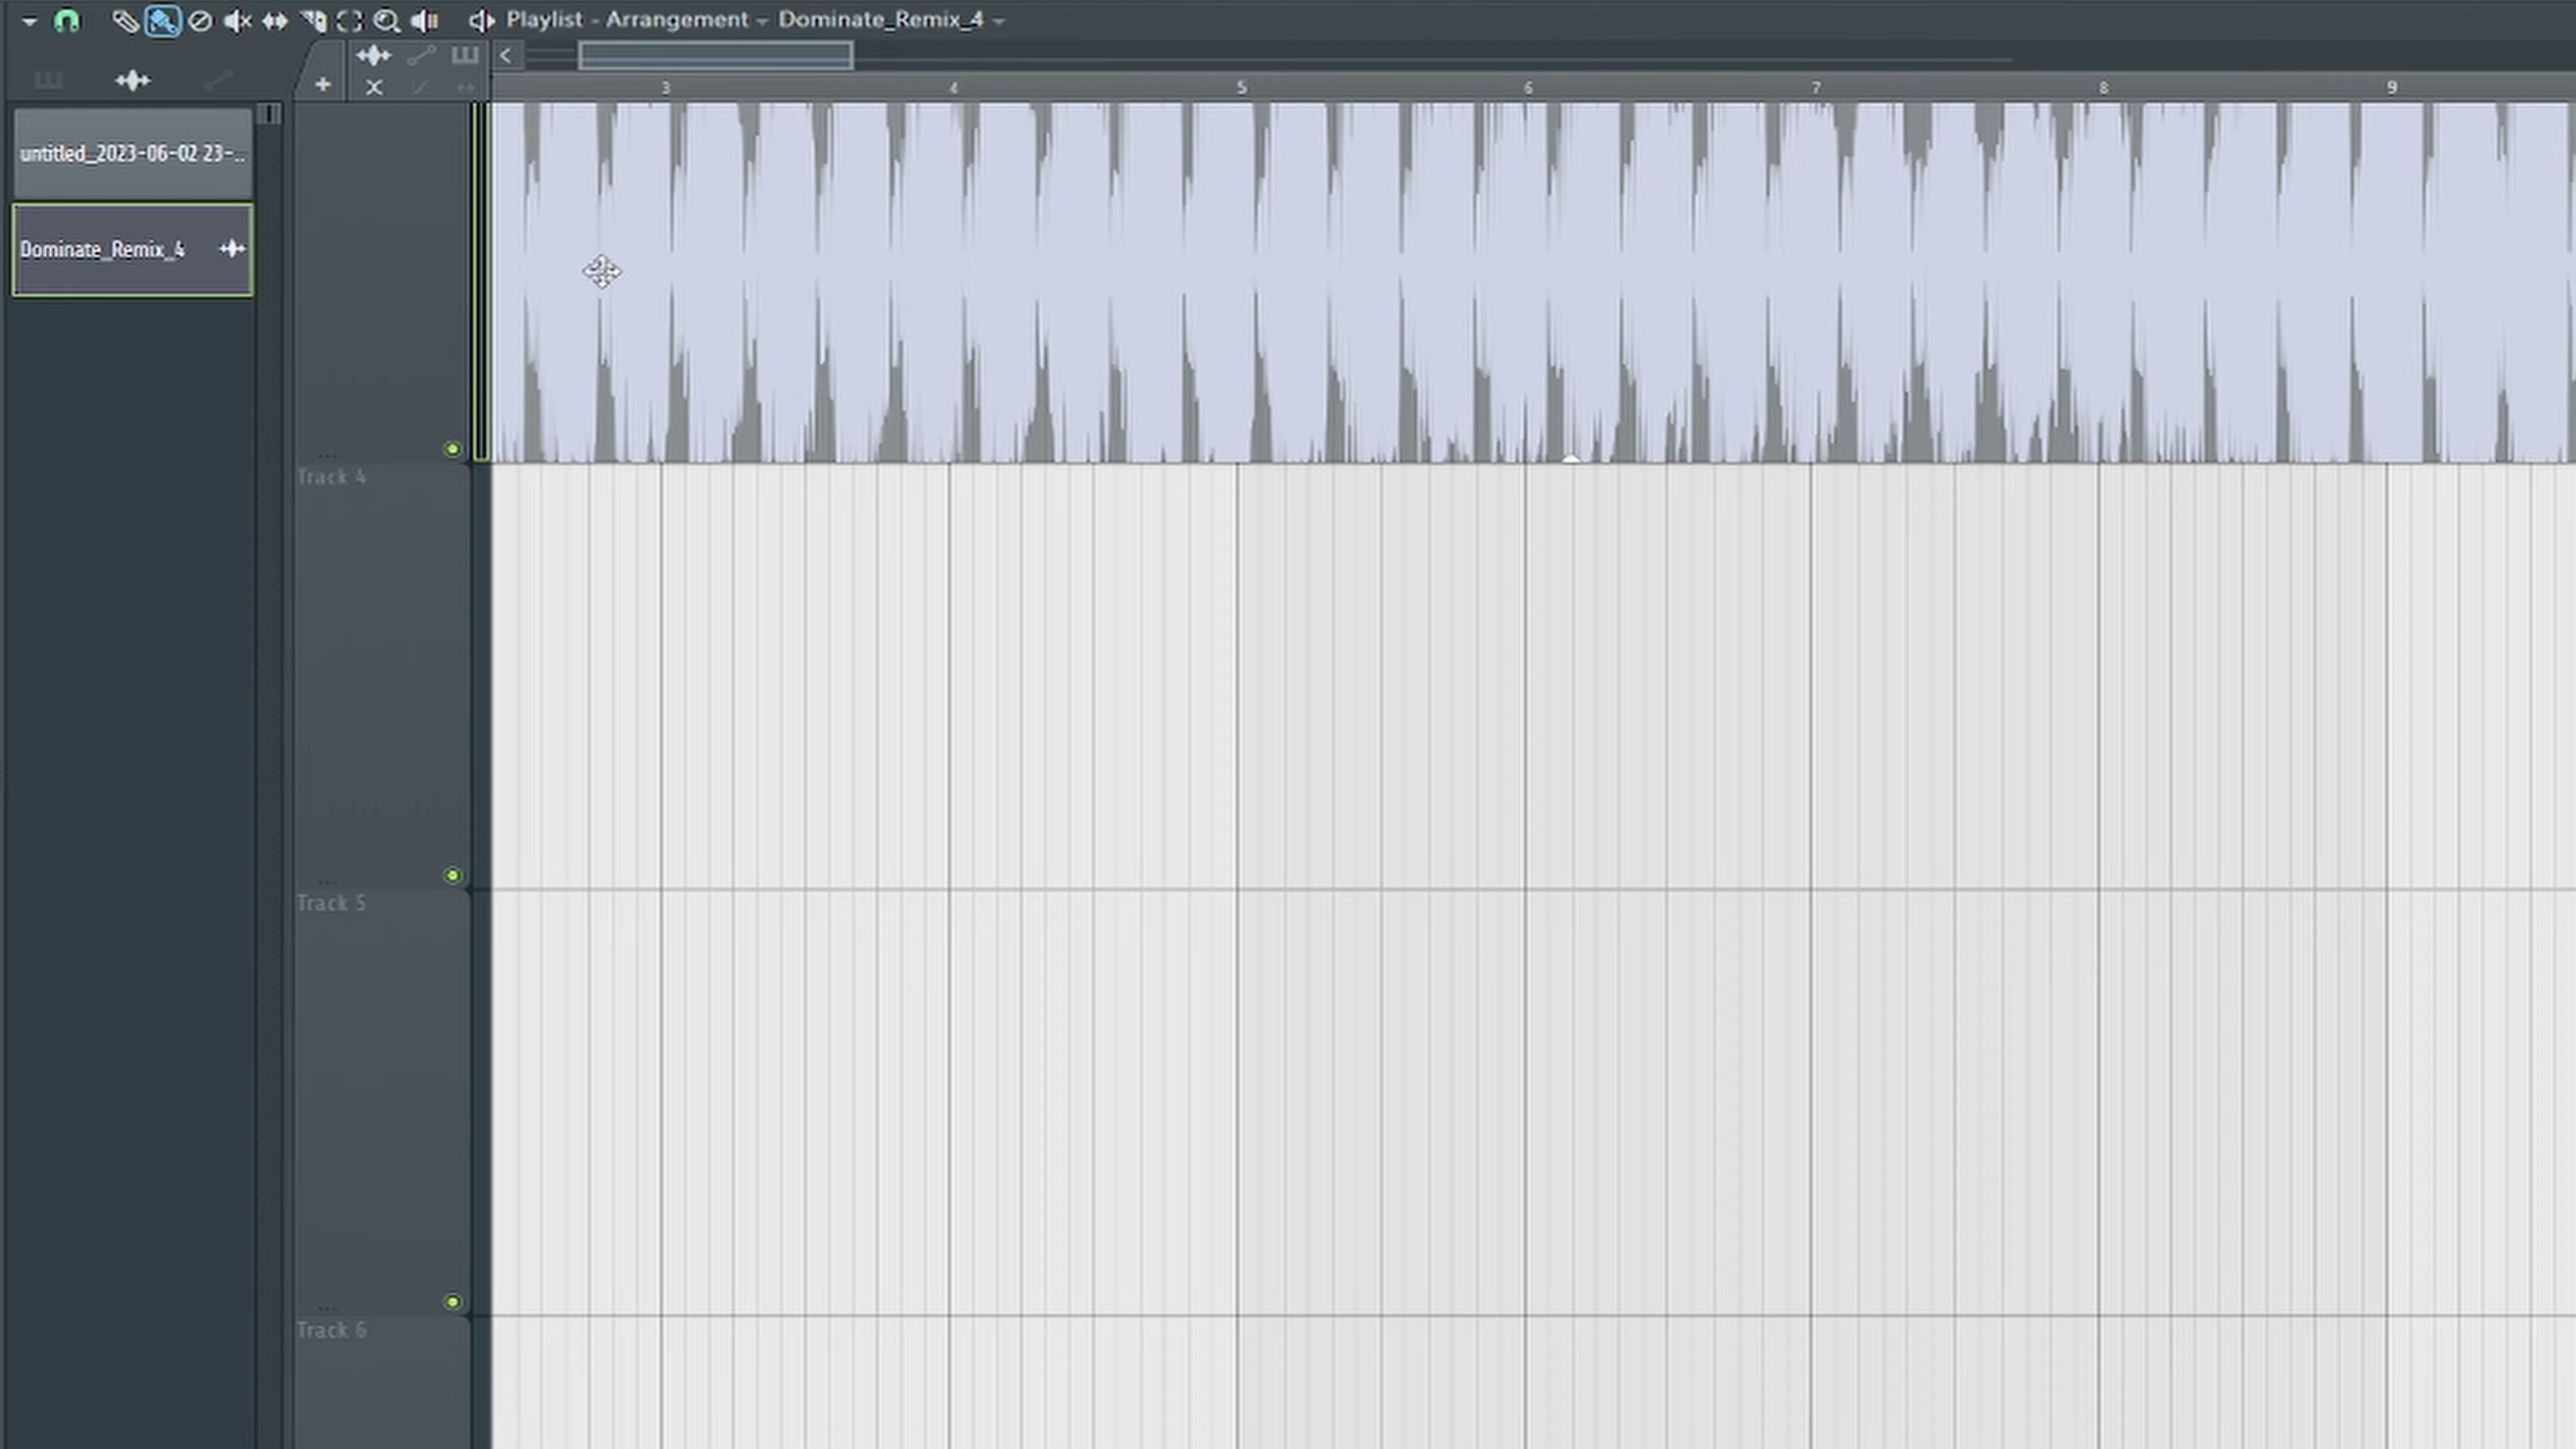 Playlist - Arrangement - Dominate_Remix_4
3 4 5 6 7 8 9
untitled_2023-06-02 23-..
Dominate_Remix_4
Track 4
Track 5
Track 6